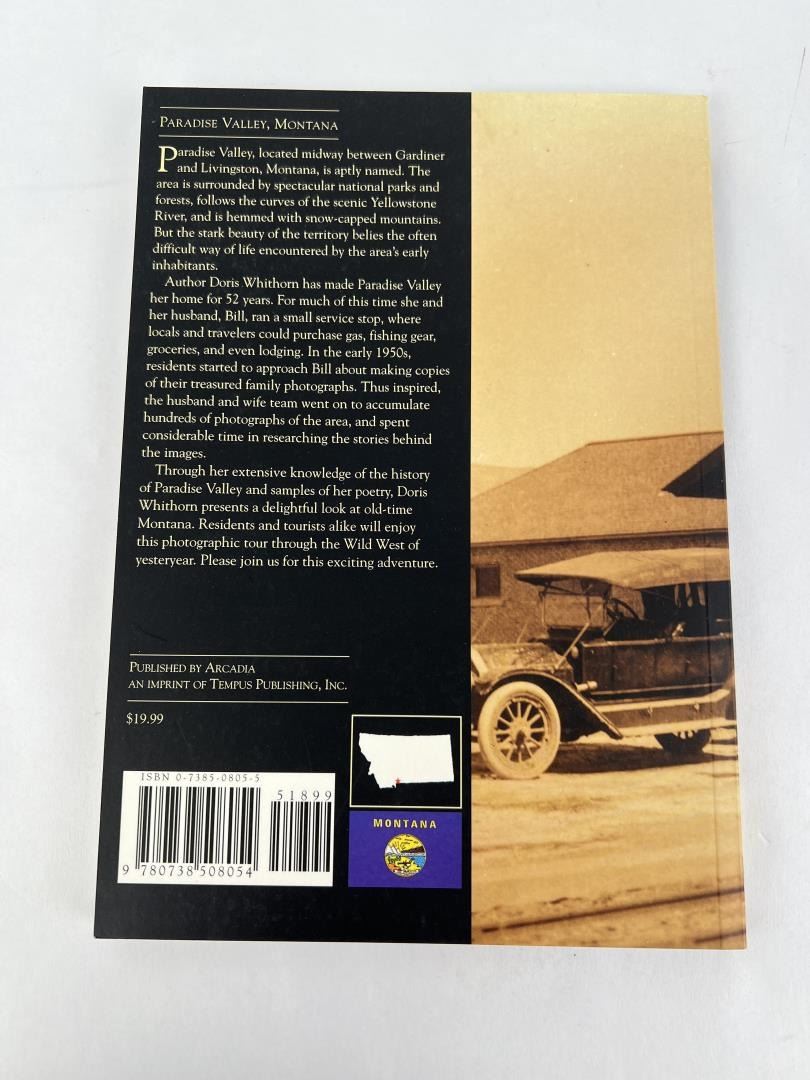 PARADISE VALLEY, MONTANA
Paradise Valley, located midway between Gardiner
and Livingston, Montana, is aptly named. The
area is surrounded by spectacular national parks and
forests, follows the curves of the scenic Yellowstone
River, and is hemmed with snow-capped mountains.
But the stark beauty of the territory belies the often
difficult way of life encountered by the area's early
inhabitants.
Author Doris Whithorn has made Paradise Valley
her home for 52 years. For much of this time she and
her husband, Bill, ran a small service stop, where
locals and travelers could purchase gas, fishing gear,
groceries, and even lodging. In the early 1950s,
residents started to approach Bill about making copies
of their treasured family photographs. Thus inspired,
the husband and wife team went on to accumulate
hundreds of photographs of the area, and spent
considerable time in researching the stories behind
the images.
Through her extensive knowledge of the history
of Paradise Valley and samples of her poetry, Doris
Whithorn presents a delightful look at old-time
Montana. Residents and tourists alike will enjoy
this photographic tour through the Wild West of
yesteryear. Please join us for this exciting adventure.
PUBLISHED BY ARCADIA
AN IMPRINT OF TEMPUS PUBLISHING, INC.
$19.99
ISBN 0-7385-0805-5
51899
9 780738 508054
MONTANA